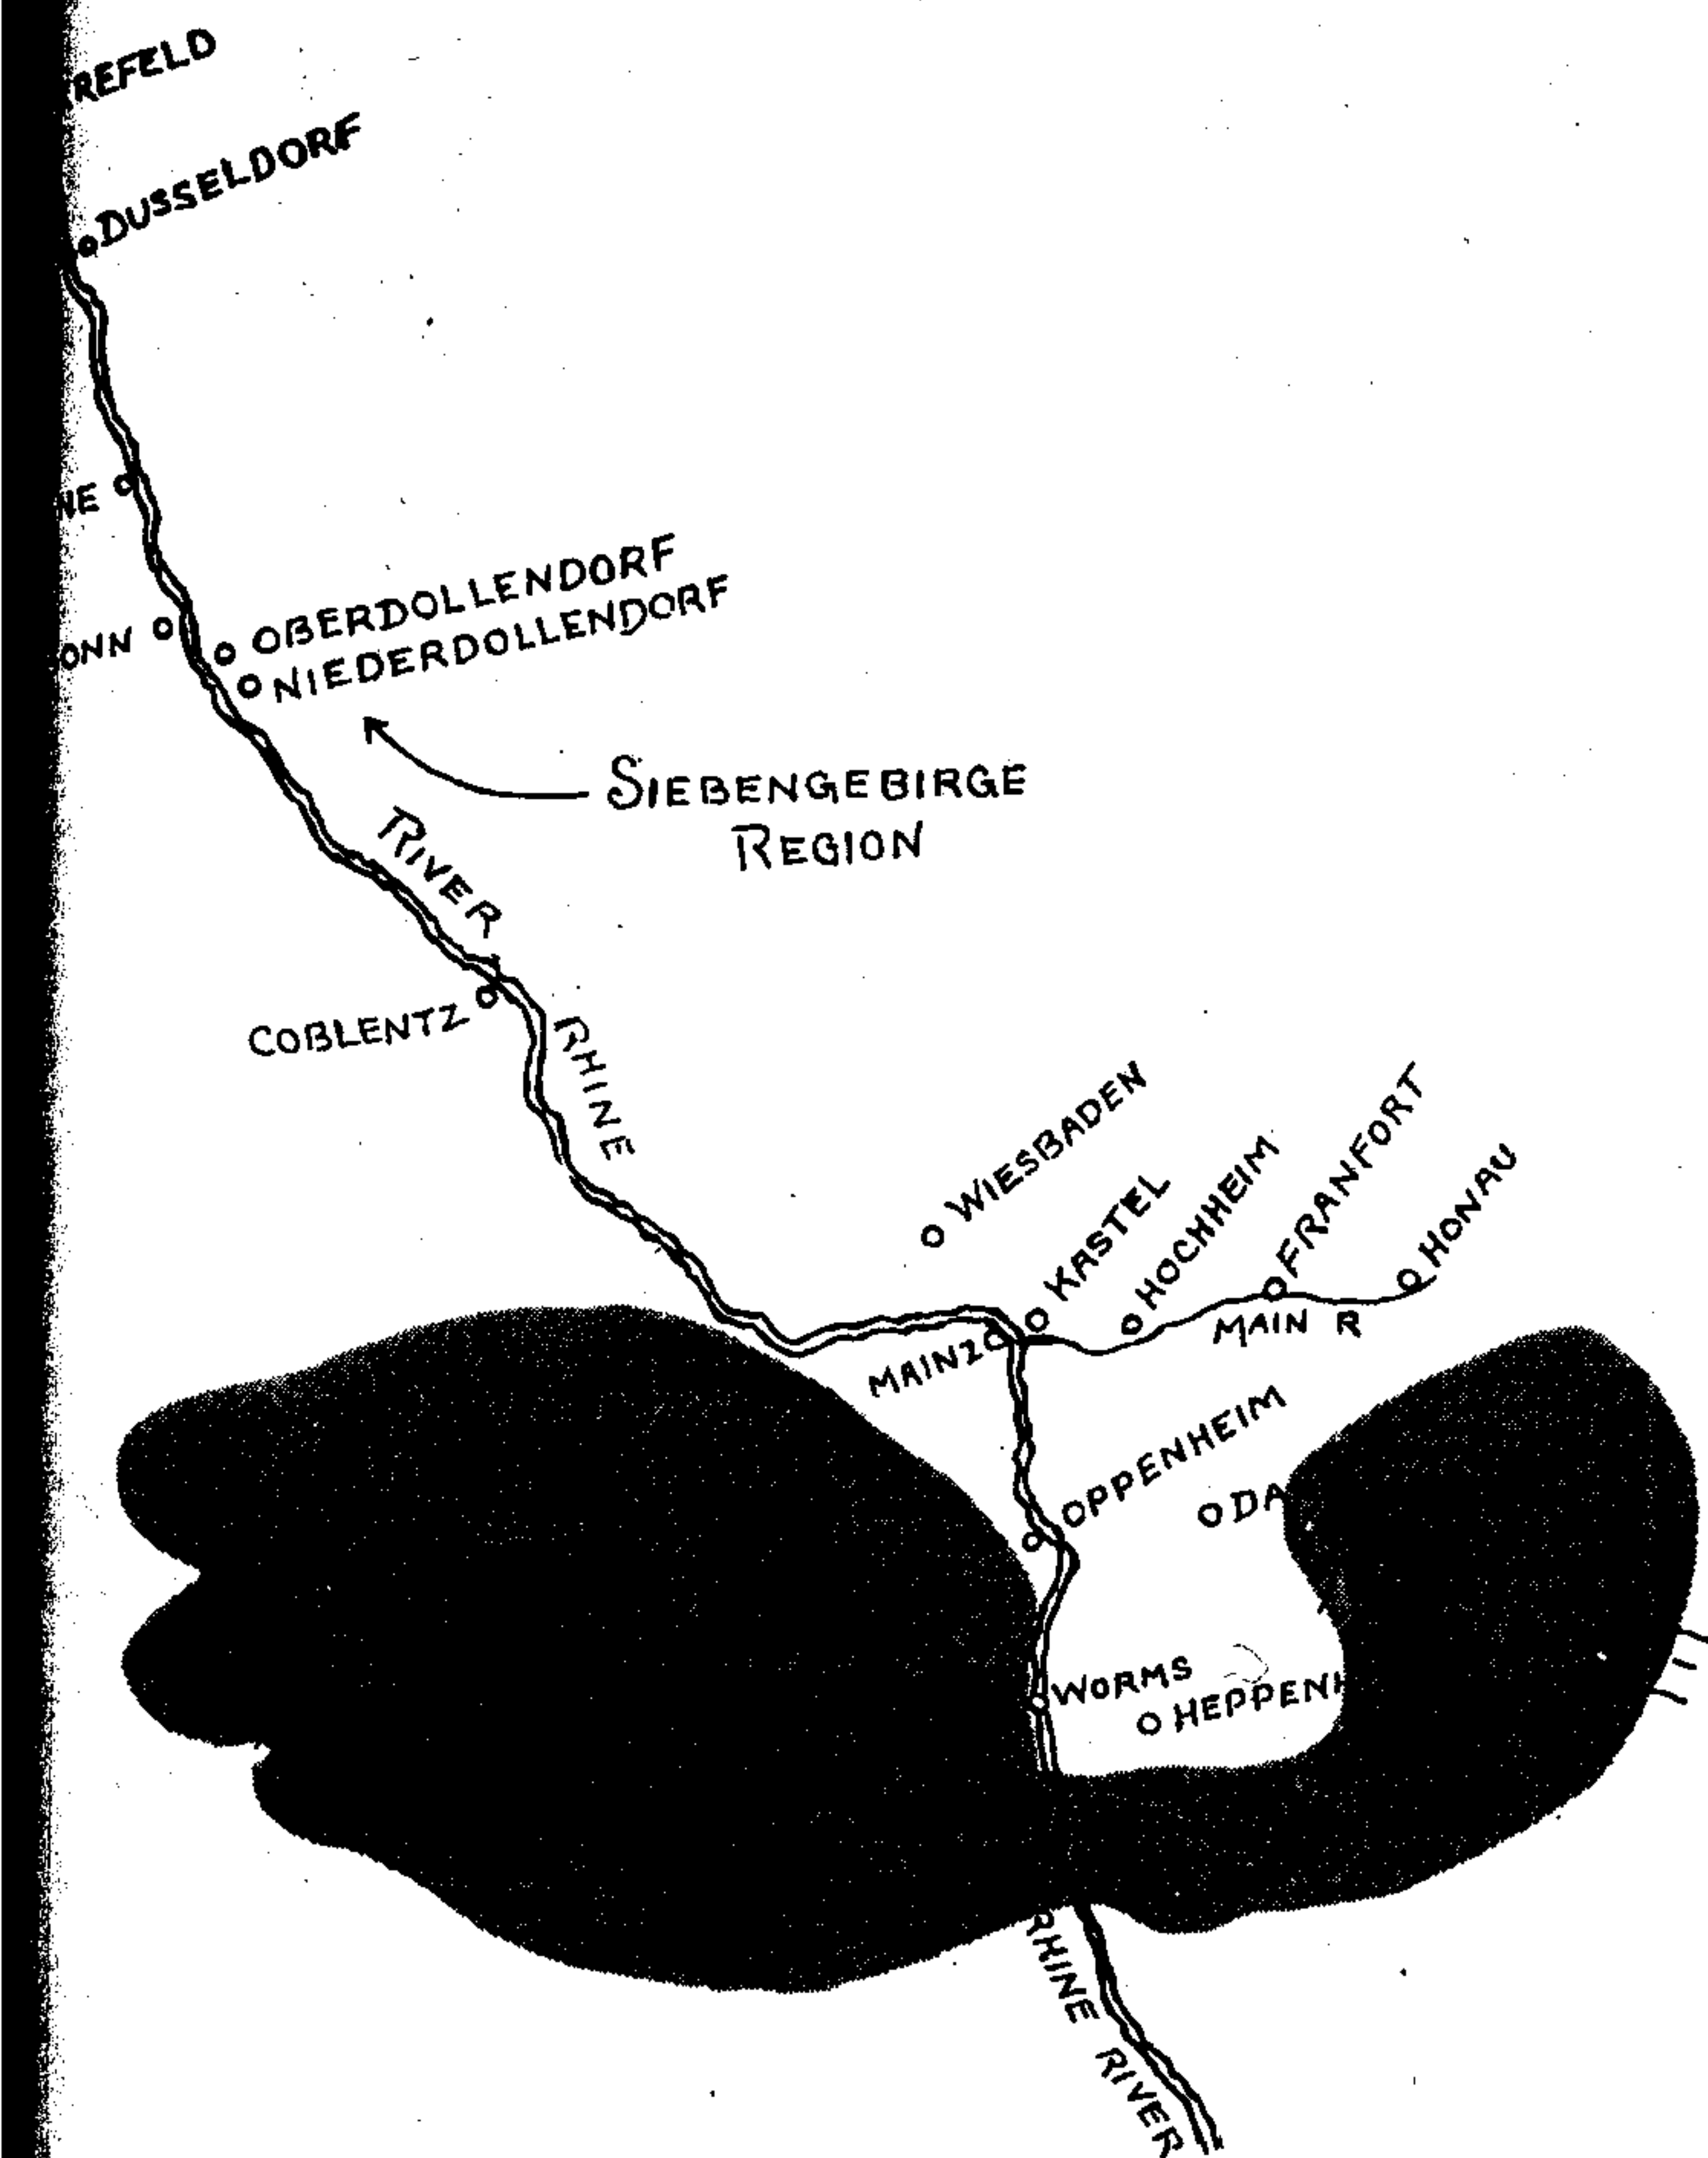 REFELD
DUSSELDORF
NE
ONN
OBERDOLLENDORF
NIEDERDOLLENDORF
SIEBENGEBIRGE
REGION
RIVER
RHINE
COBLENTZ
WIESBADEN
KASTEL
HOCHHEIM
FRANFORT
HONAU
MAIN R
MAINZ
OPPENHEIM
DA
WORMS
HEPPENH
RHINE RIVER